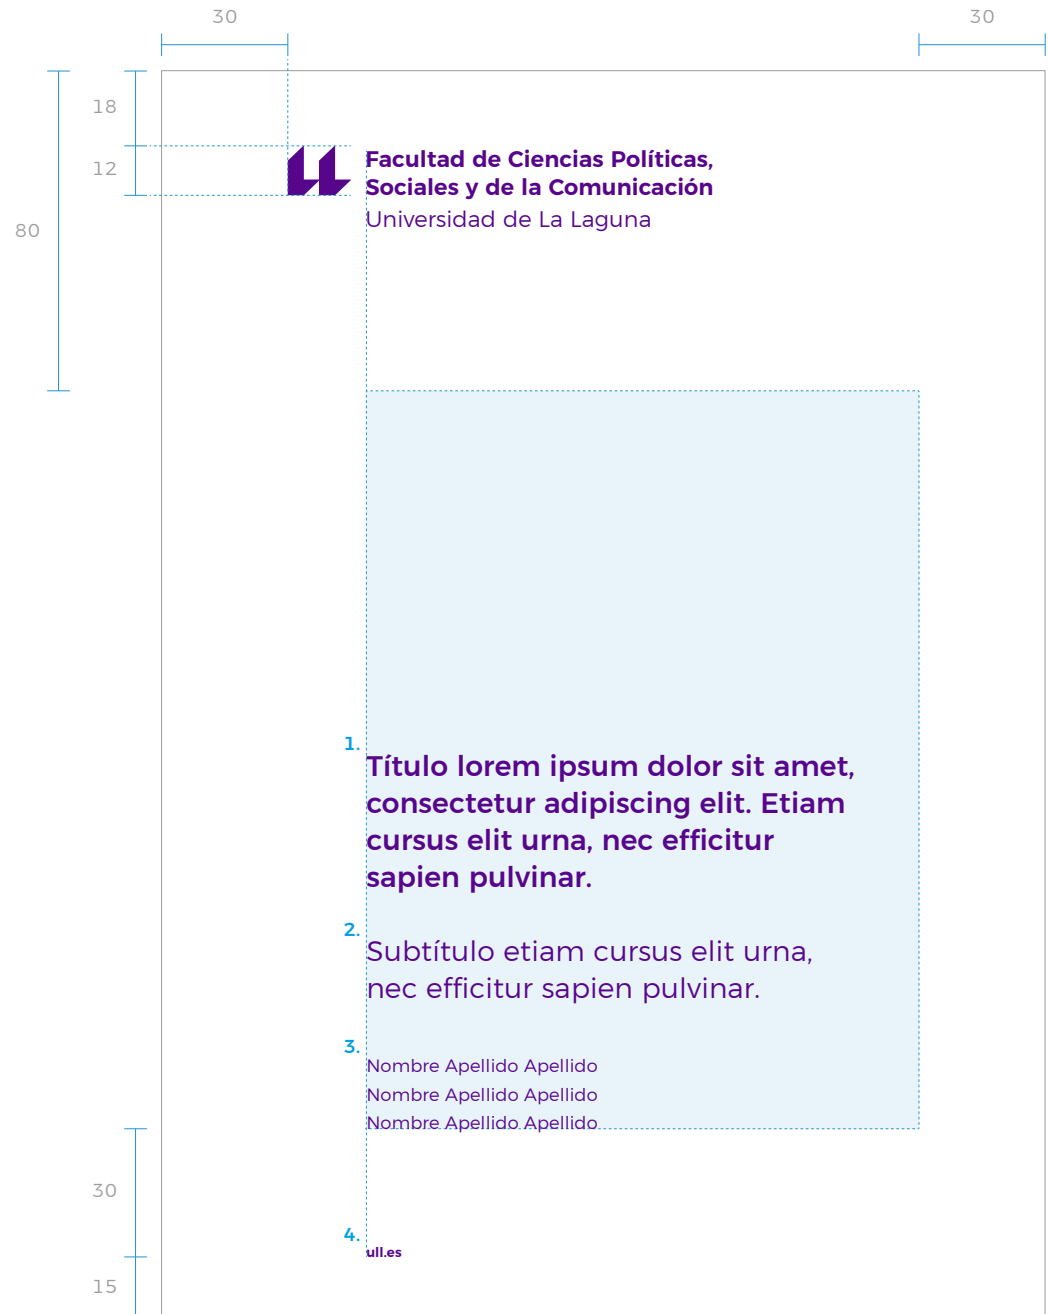 30
30
18
12
80
Facultad de Ciencias Políticas,
Sociales y de la Comunicación
Universidad de La Laguna
1.
Título lorem ipsum dolor sit amet,
consectetur adipiscing elit. Etiam
cursus elit urna, nec efficitur
sapien pulvinar.
2.
Subtítulo etiam cursus elit urna,
nec efficitur sapien pulvinar.
3.
Nombre Apellido Apellido
Nombre Apellido Apellido
Nombre Apellido Apellido
30
4.
ull.es
15